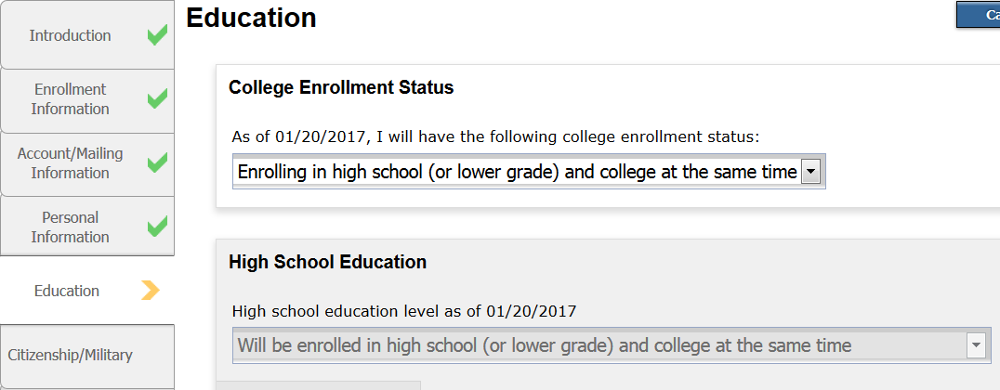 Introduction
Enrollment
Information
Account/Mailing
Information
Personal
Information
Education
Citizenship/Military
Education
College Enrollment Status
As of 01/20/2017, I will have the following college enrollment status:
Enrolling in high school (or lower grade) and college at the same time
High School Education
High school education level as of 01/20/2017
Will be enrolled in high school (or lower grade) and college at the same time